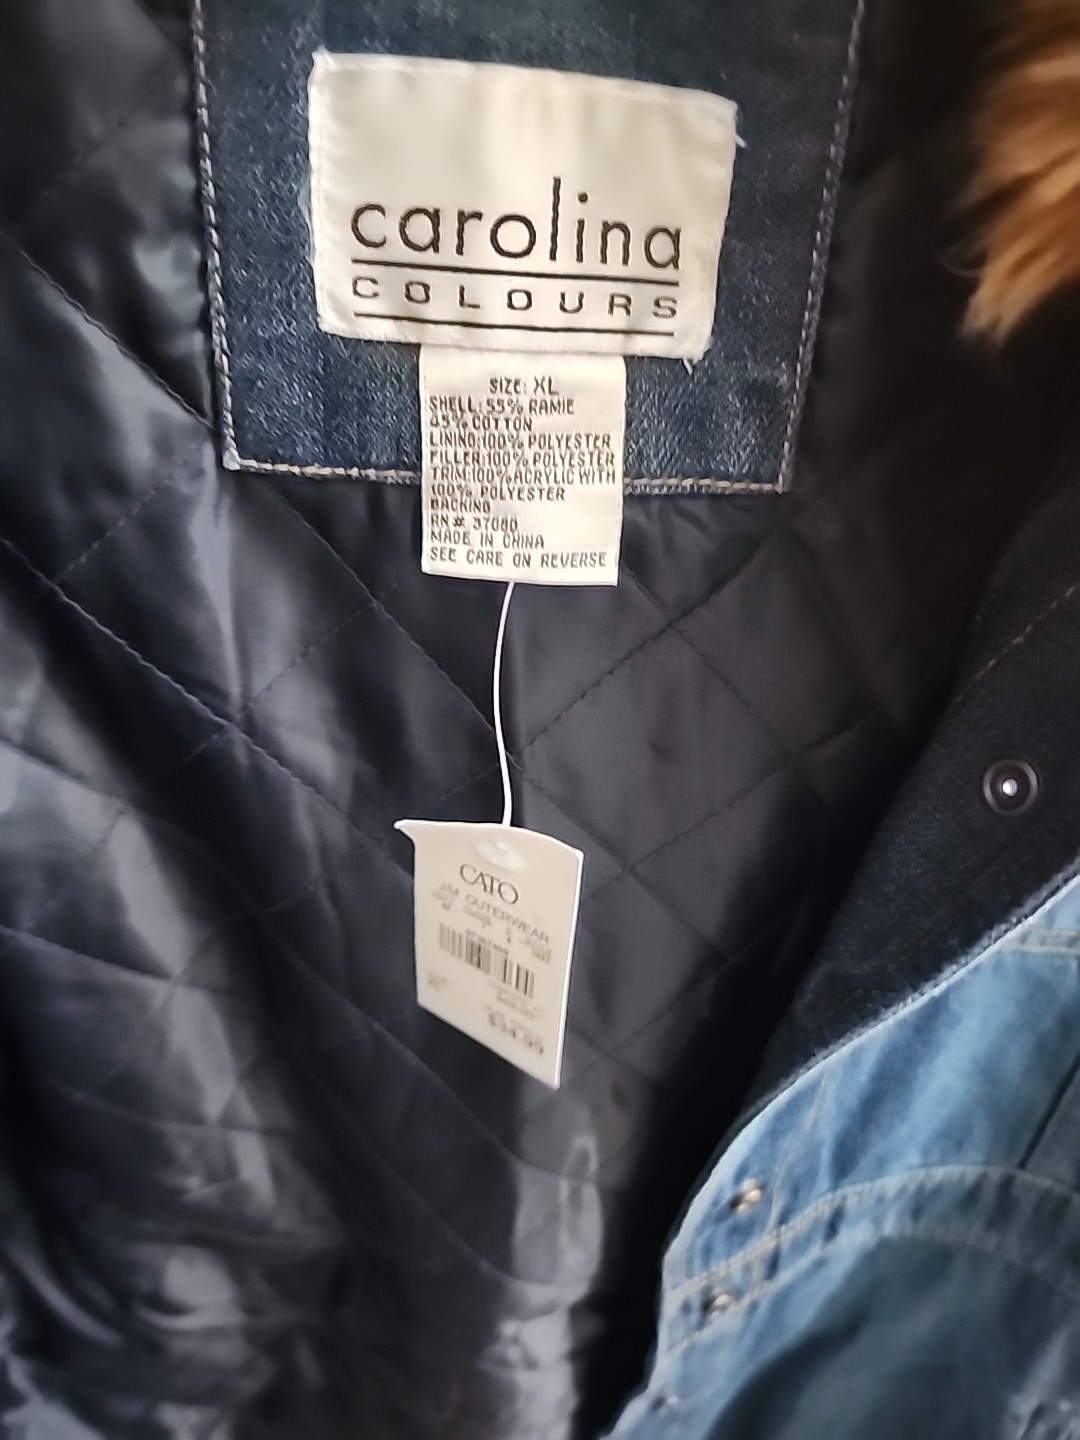 carolina
COLOURS
SIZE: XL
SHELL:55% RAMIE
45% COTTON
LINING:100% POLYESTER
FILLER:100% POLYESTER
TRIM:100%ACRYLIC WITH
100% POLYESTER
BACKING
RN# 37080
MADE IN CHINA
SEE CARE ON REVERSE
CATO
OUTERWEAR
XL
$34.99